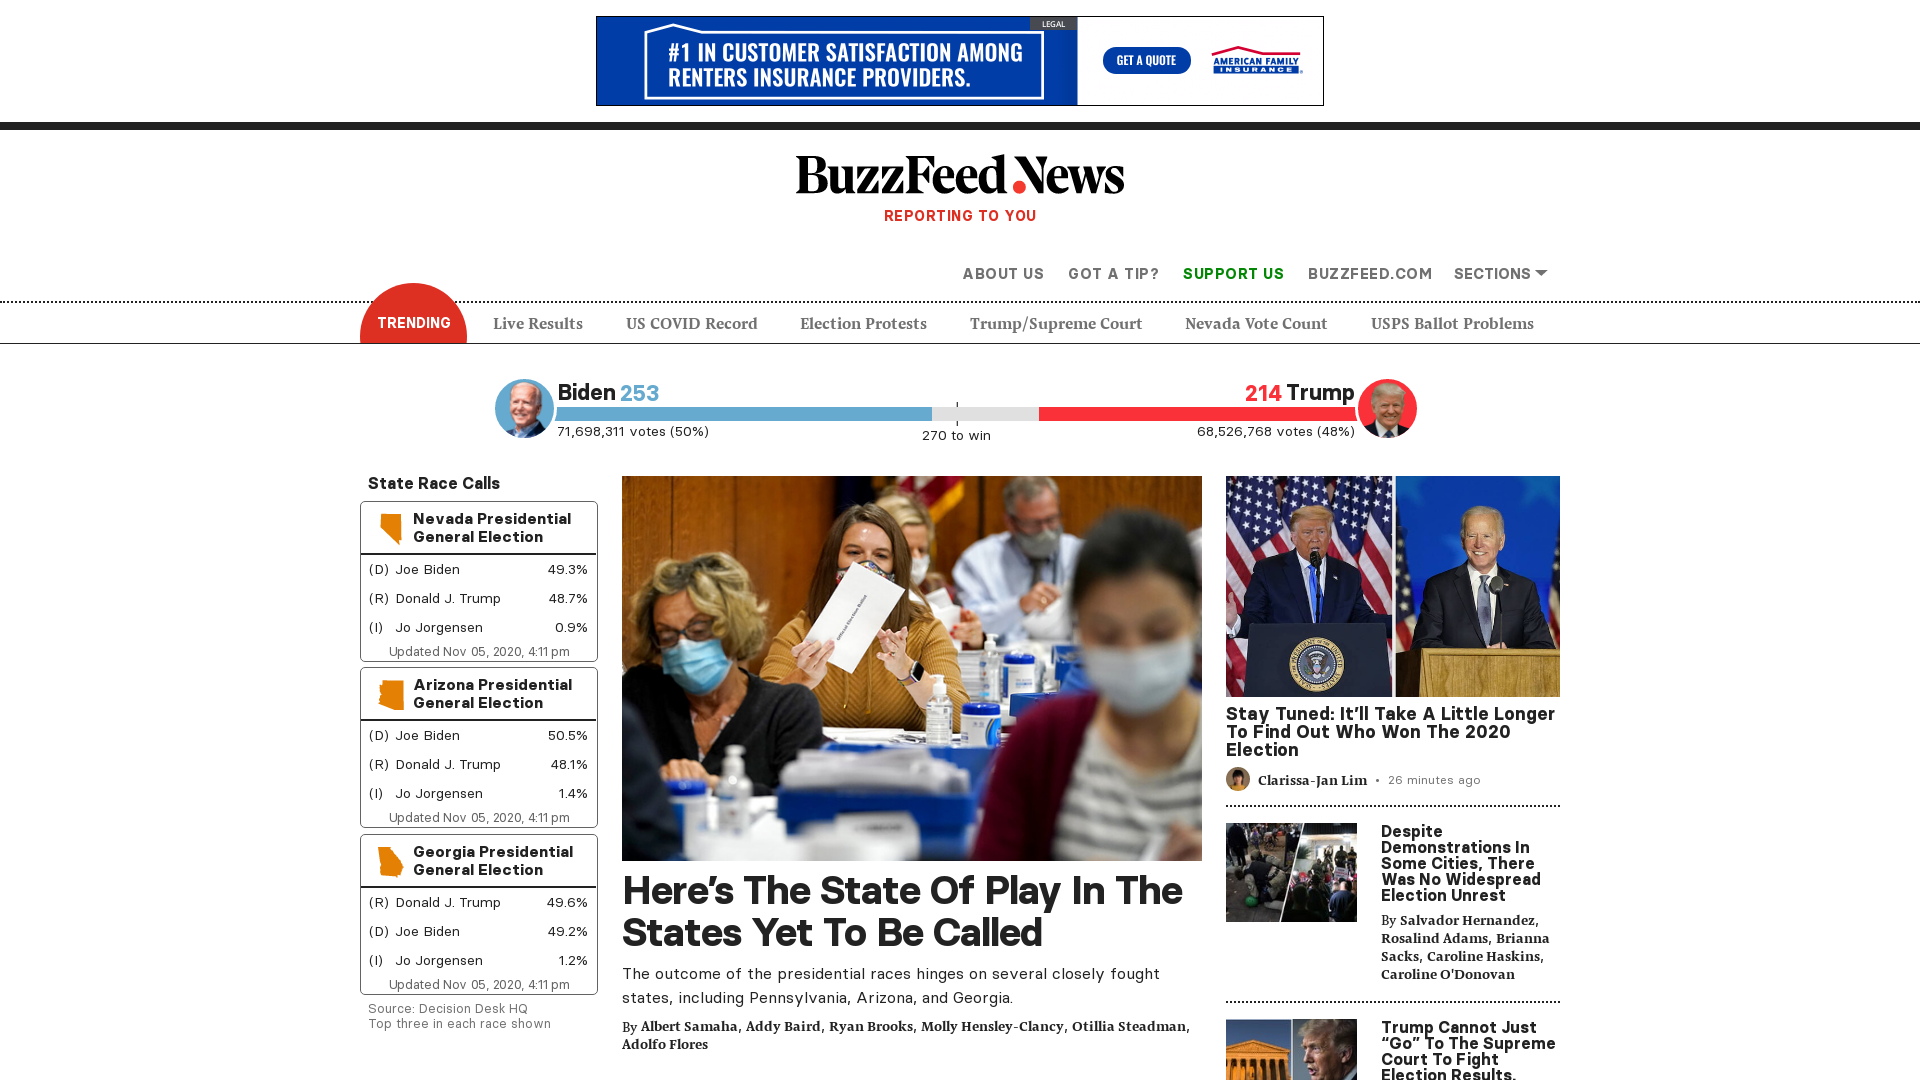 LEGAL
#1 IN CUSTOMER SATISFACTION AMONG
RENTERS INSURANCE PROVIDERS.
GET A QUOTE
AMERICAN FAMILY
INSURANCE®
BuzzFeed News
REPORTING TO YOU
ABOUT US
GOT A TIP?
SUPPORT US
BUZZFEED.COM
SECTIONS
TRENDING
Live Results
US COVID Record
Election Protests
Trump/Supreme Court
Nevada Vote Count
USPS Ballot Problems
Biden 253
214 Trump
71,698,311 votes (50%)
270 to win
68,526,768 votes (48%)
State Race Calls
Nevada Presidential
General Election
(D) Joe Biden 49.3%
(R) Donald J. Trump 48.7%
(I) Jo Jorgensen 0.9%
Updated Nov 05, 2020, 4:11 pm
Arizona Presidential
General Election
(D) Joe Biden 50.5%
(R) Donald J. Trump 48.1%
(I) Jo Jorgensen 1.4%
Updated Nov 05, 2020, 4:11 pm
Georgia Presidential
General Election
(R) Donald J. Trump 49.6%
(D) Joe Biden 49.2%
(I) Jo Jorgensen 1.2%
Updated Nov 05, 2020, 4:11 pm
Source: Decision Desk HQ
Top three in each race shown
Official Election Ballot
Here’s The State Of Play In The
States Yet To Be Called
The outcome of the presidential races hinges on several closely fought
states, including Pennsylvania, Arizona, and Georgia.
By Albert Samaha, Addy Baird, Ryan Brooks, Molly Hensley-Clancy, Otillia Steadman,
Adolfo Flores
Stay Tuned: It’ll Take A Little Longer
To Find Out Who Won The 2020
Election
Clarissa-Jan Lim • 26 minutes ago
Despite
Demonstrations In
Some Cities, There
Was No Widespread
Election Unrest
By Salvador Hernandez,
Rosalind Adams, Brianna
Sacks, Caroline Haskins,
Caroline O'Donovan
Trump Cannot Just
“Go” To The Supreme
Court To Fight
Election Results.